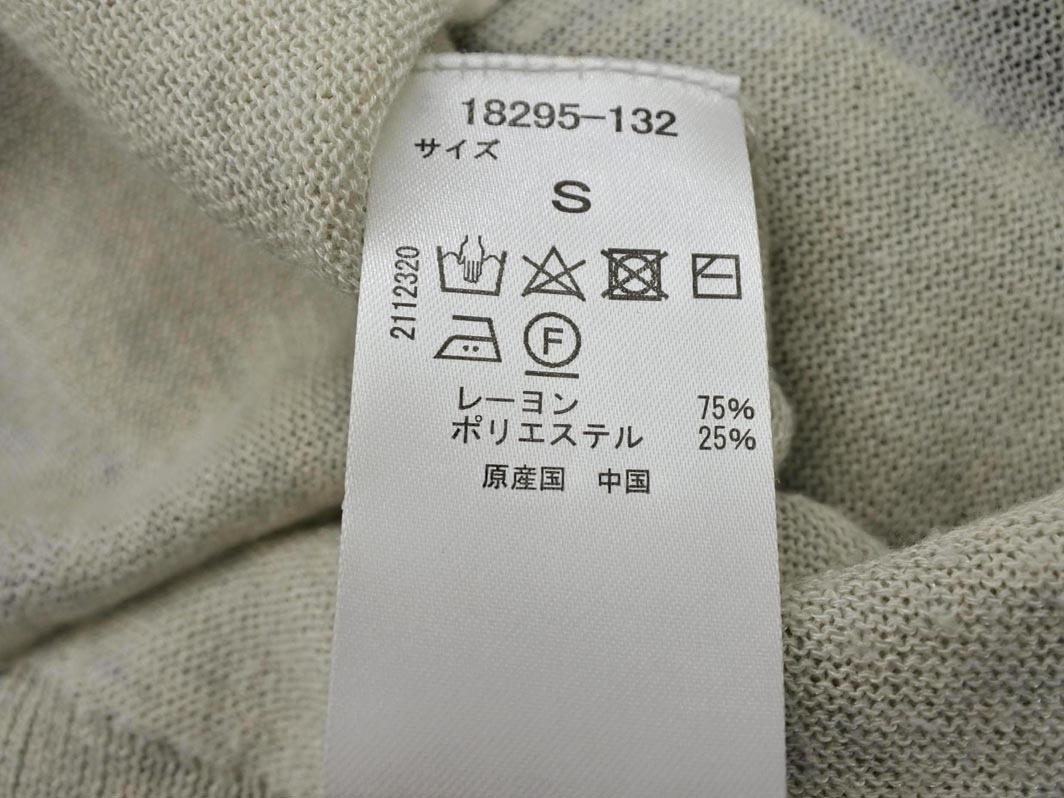 18295-132
サイズ
S
2112320
F
レーヨン 75%
ポリエステル 25%
原産国 中国